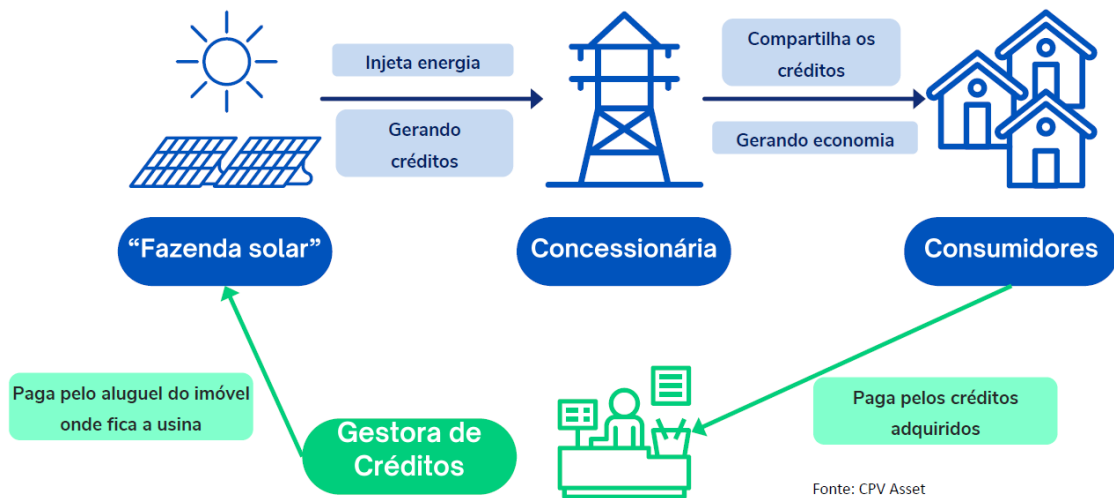 Injeta energia
Gerando
créditos
Compartilha os
créditos
Gerando economia
“Fazenda solar”
Concessionária
Consumidores
Paga pelo aluguel do imóvel
onde fica a usina
Gestora de
Créditos
Paga pelos créditos
adquiridos
Fonte: CPV Asset